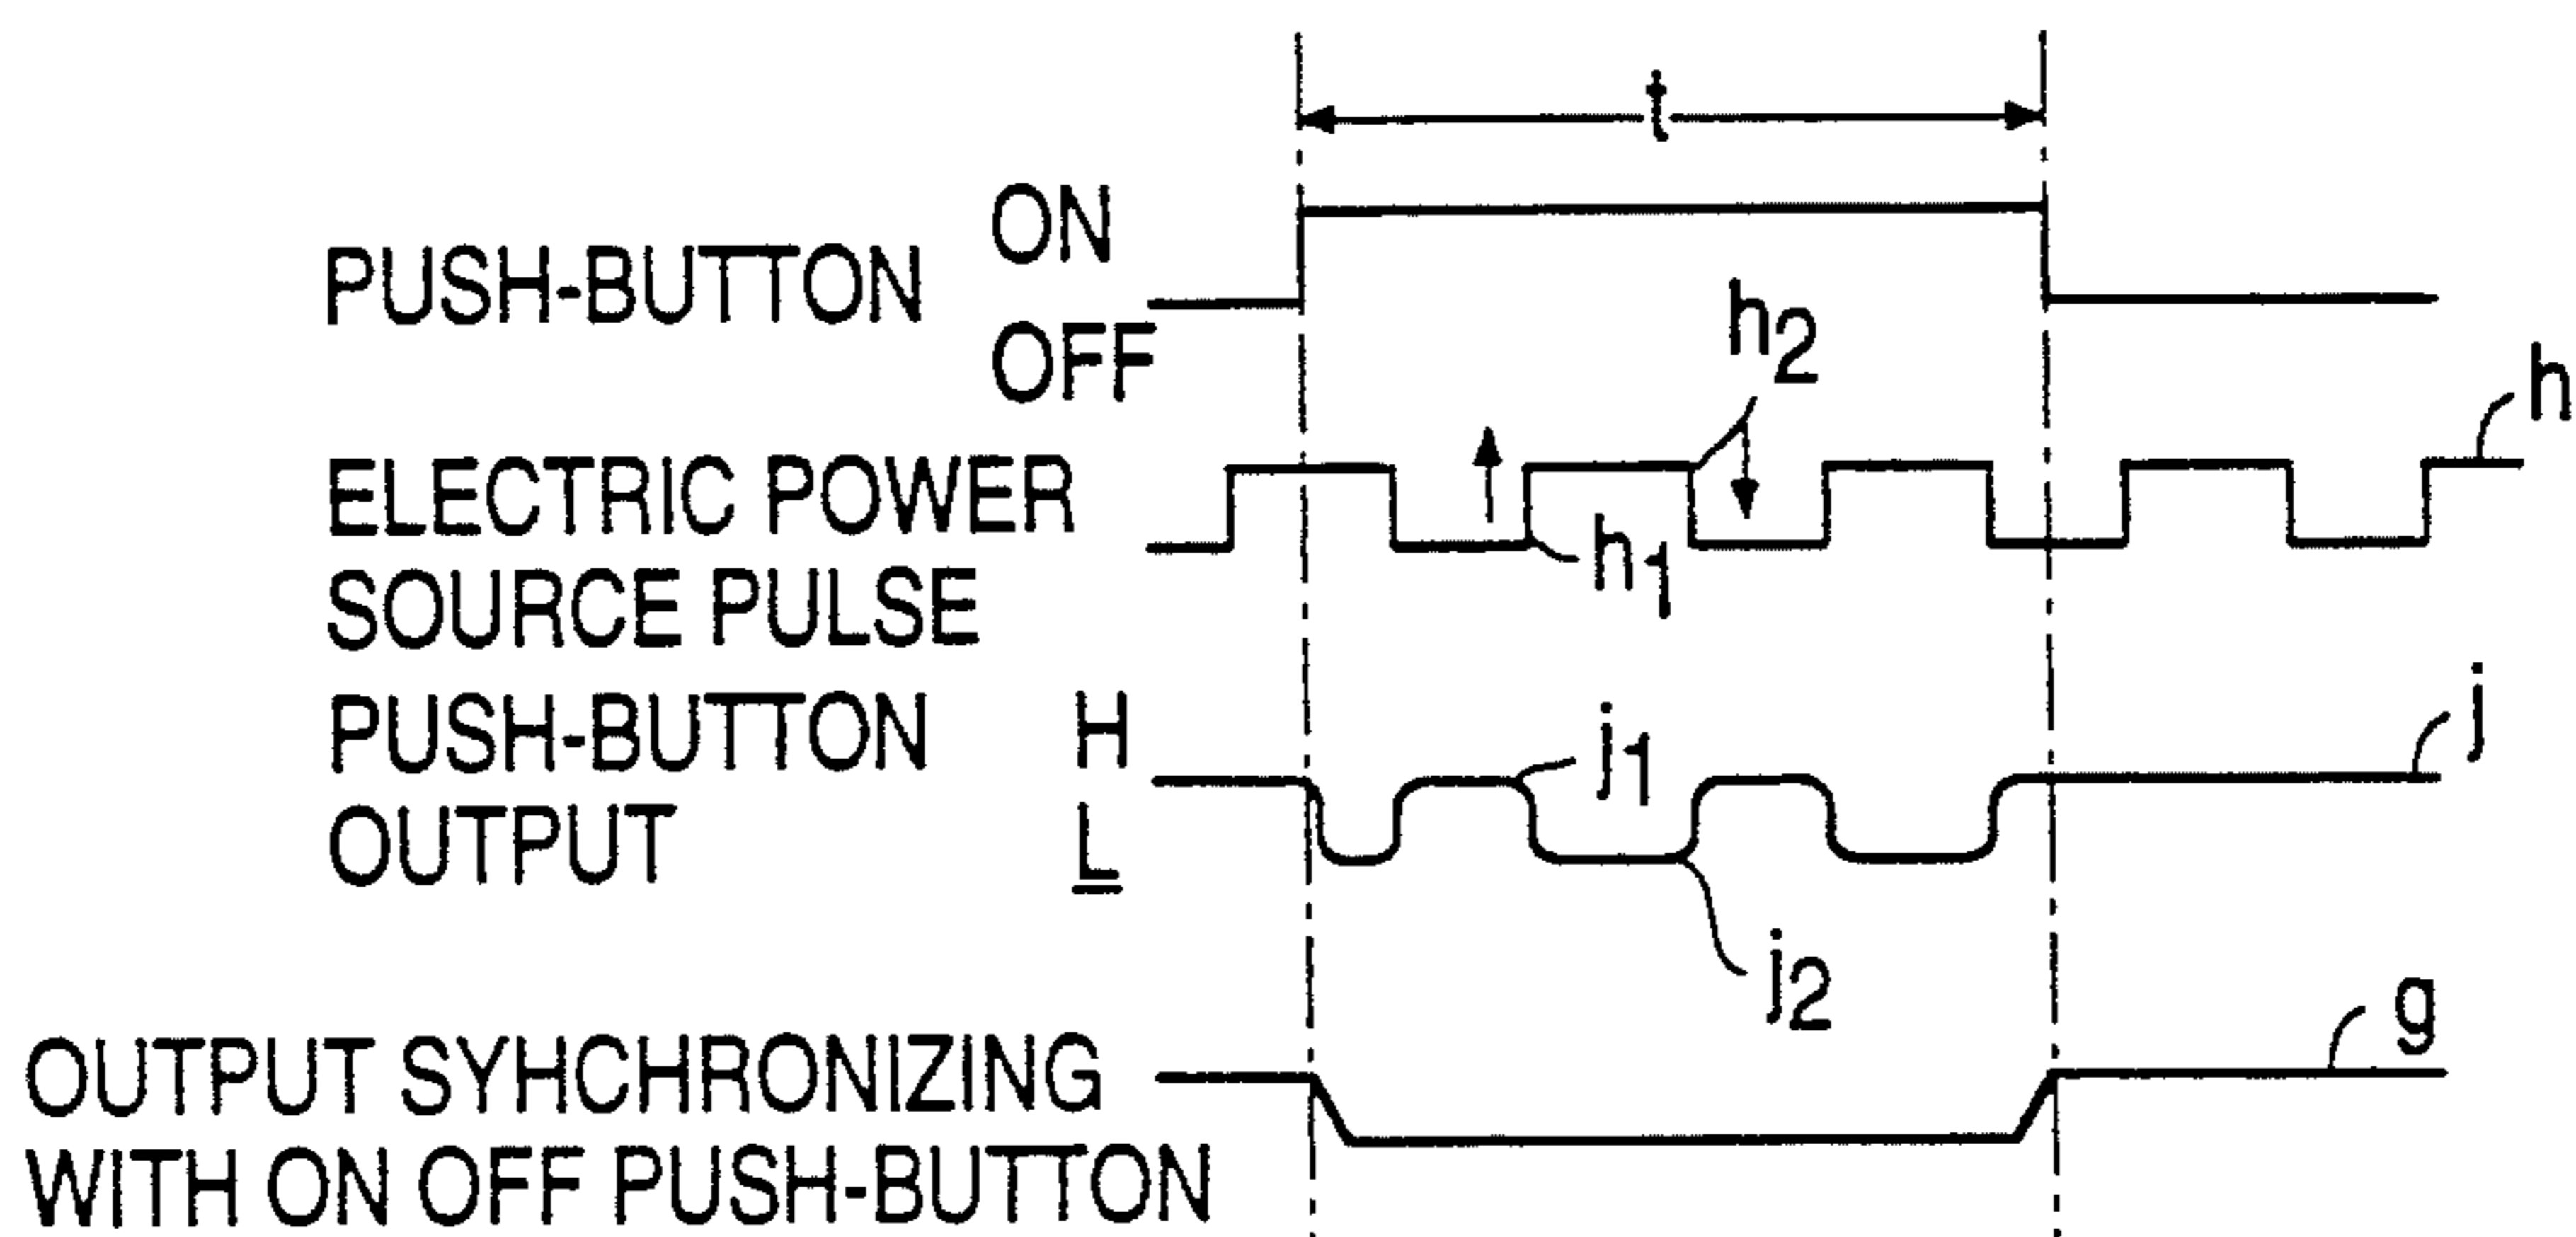 t
PUSH-BUTTON ON
OFF
h2
h
ELECTRIC POWER
SOURCE PULSE
h1
PUSH-BUTTON H
OUTPUT L
j1
j
j2
g
OUTPUT SYHCHRONIZING
WITH ON OFF PUSH-BUTTON